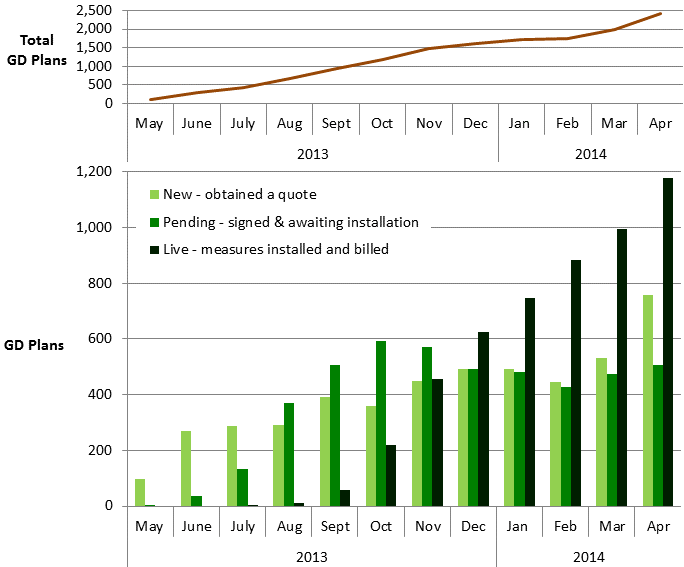 Total
GD Plans
2,500
2,000
1,500
1,000
500
0
May June July Aug Sept Oct Nov Dec Jan Feb Mar Apr
2013 2014
GD Plans
1,200
1,000
800
600
400
200
0
New - obtained a quote
Pending - signed & awaiting installation
Live - measures installed and billed
May June July Aug Sept Oct Nov Dec Jan Feb Mar Apr
2013 2014